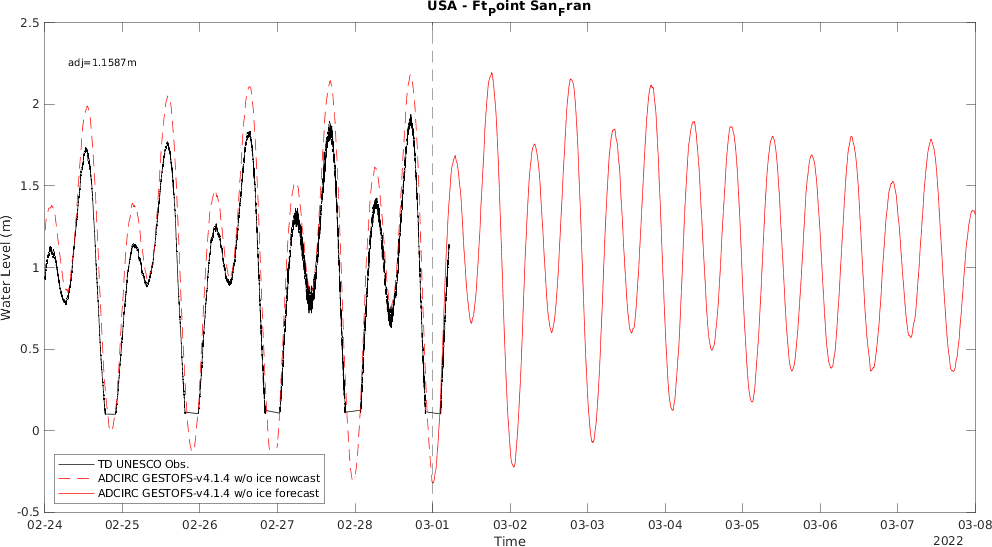 USA - Ft_Point San_Fran
2.5
adj=1.1587m
2
1.5
1
0.5
0
-0.5
Water Level (m)
TD UNESCO Obs.
ADCIRC GESTOFS-v4.1.4 w/o ice nowcast
ADCIRC GESTOFS-v4.1.4 w/o ice forecast
02-24 02-25 02-26 02-27 02-28 03-01 03-02 03-03 03-04 03-05 03-06 03-07 03-08
Time
2022